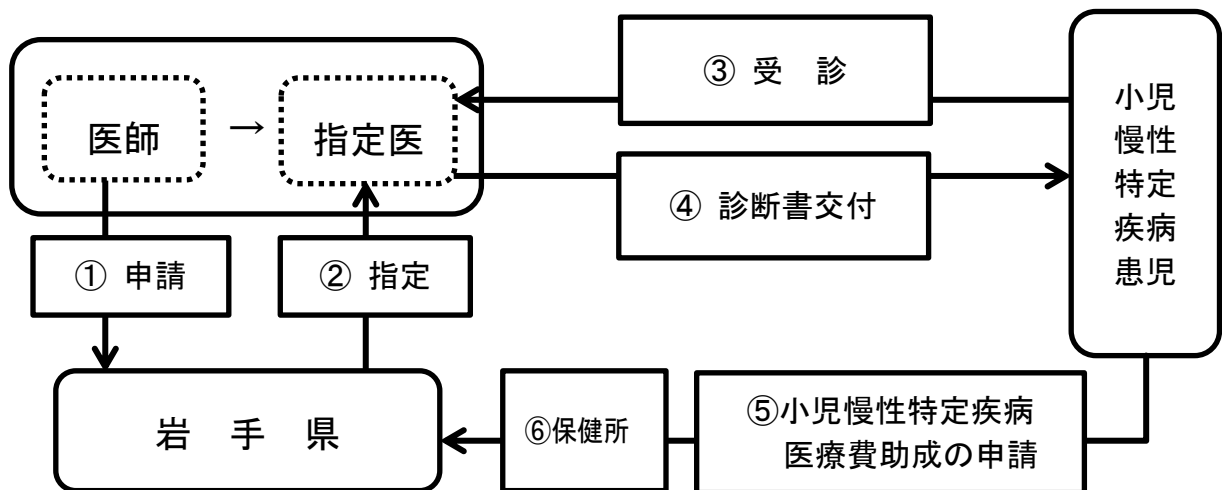 医師
→
指定医
③ 受　診
④ 診断書交付
小児
慢性
特定
疾病
患児
① 申請
② 指定
岩　手　県
⑥保健所
⑤小児慢性特定疾病
医療費助成の申請